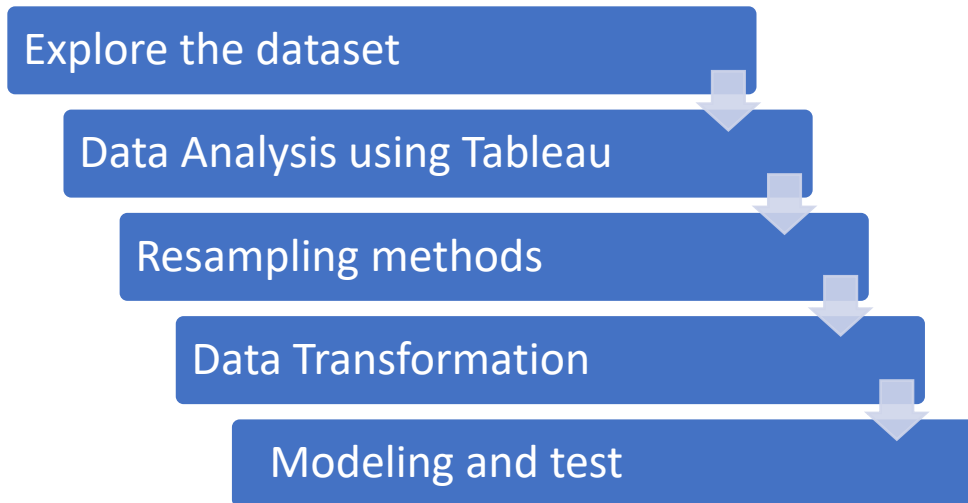 Explore the dataset
Data Analysis using Tableau
Resampling methods
Data Transformation
Modeling and test